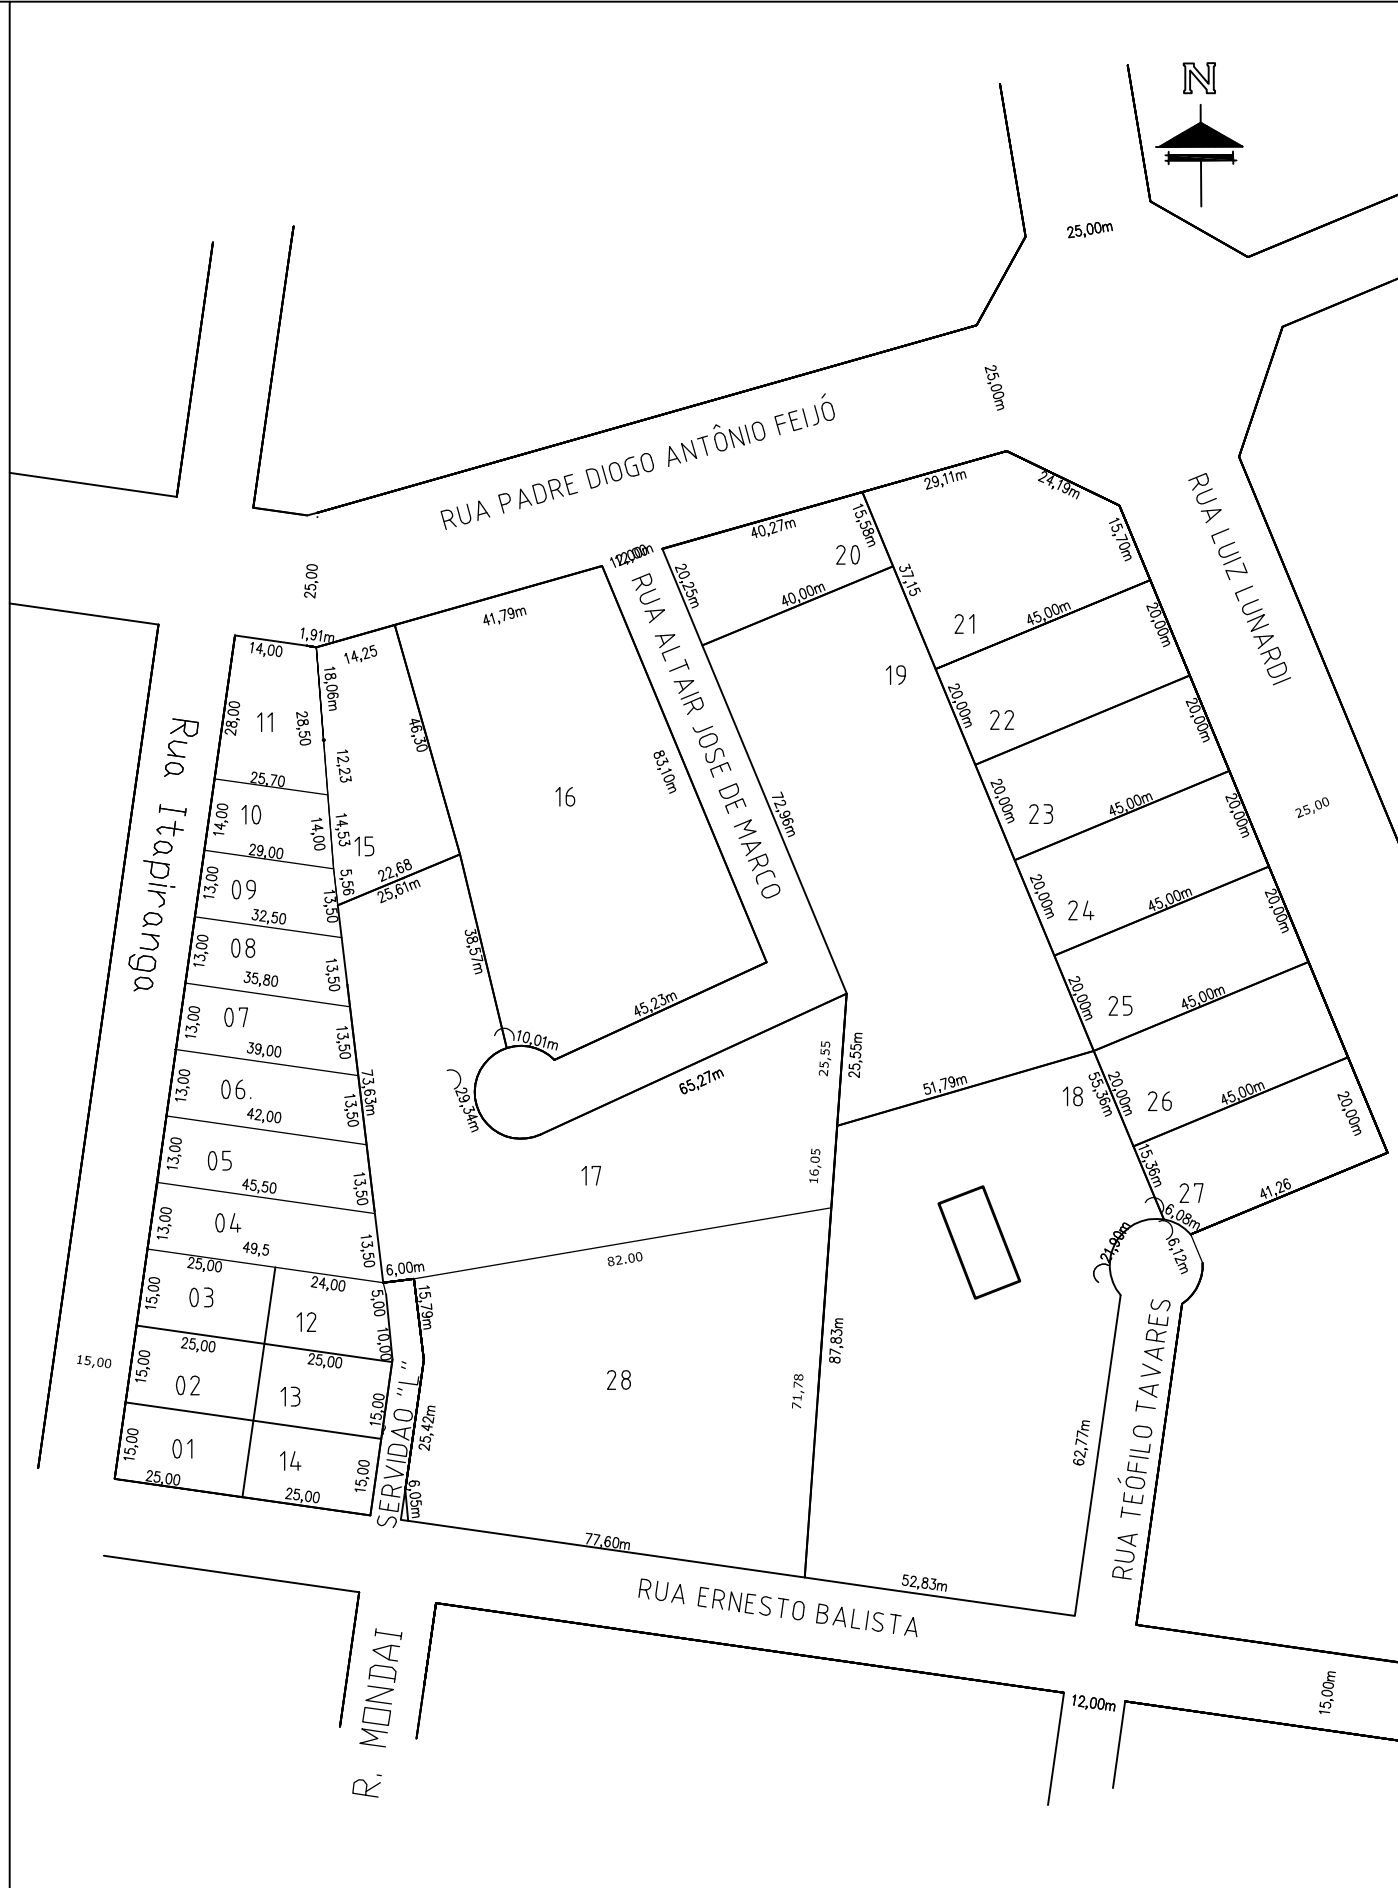 N
25,00m
25,00m
RUA PADRE DIOGO ANTÔNIO FEIJÓ
29,11m
24,19m
40,27m
15,58m
15,70m
RUA LUIZ LUNARDI
12,00m
20
20,25m
40,00m
37,15
RUA ALTAIR JOSE DE MARCO
25,00
41,79m
1,91m
14,00
14,25
18,06m
21
45,00m
20,00m
19
28,00
11
28,50
46,30
83,10m
20,00m
22
20,00m
12,23
25,70
16
72,96m
20,00m
23
45,00m
20,00m
25,00
Rua Itapiranga
14,00
10
14,00
14,53
15
29,00
5,56
22,68
25,61m
13,00
09
13,50
32,50
20,00m
24
45,00m
20,00m
13,00
08
13,50
38,57m
35,80
45,23m
20,00m
25
45,00m
13,00
07
13,50
39,00
10,01m
25,55
25,55m
73,63m
29,34m
65,27m
51,79m
18
55,36m
20,00m
26
45,00m
20,00m
13,00
06.
13,50
42,00
13,00
05
13,50
45,50
17
16,05
15,36m
27
41,26
6,08m
6,12m
21,90m
13,00
04
13,50
49,5
6,00m
82.00
25,00
24,00
15,00
03
12
5,00
10,00
15,79m
25,00
25,00
15,00
15,00
02
13
15,00
SERVIDAO "L"
25,42m
28
71,78
87,83m
62,77m
RUA TEÓFILO TAVARES
15,00
01
14
15,00
25,00
25,00
6,05m
77,60m
52,83m
RUA ERNESTO BALISTA
R. MONDAI
12,00m
15,00m